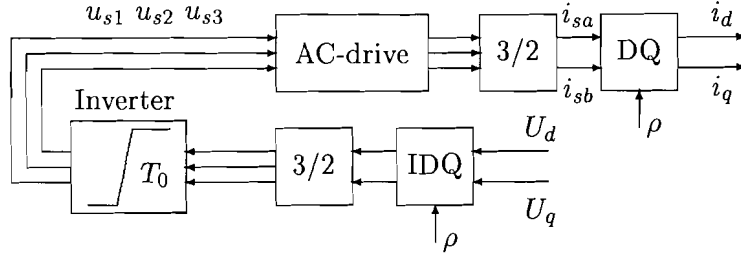 u_{s1} u_{s2} u_{s3}
AC-drive
3/2
i_{sa}
i_{sb}
DQ
i_d
i_q
ρ
Inverter
T_0
3/2
IDQ
U_d
U_q
ρ